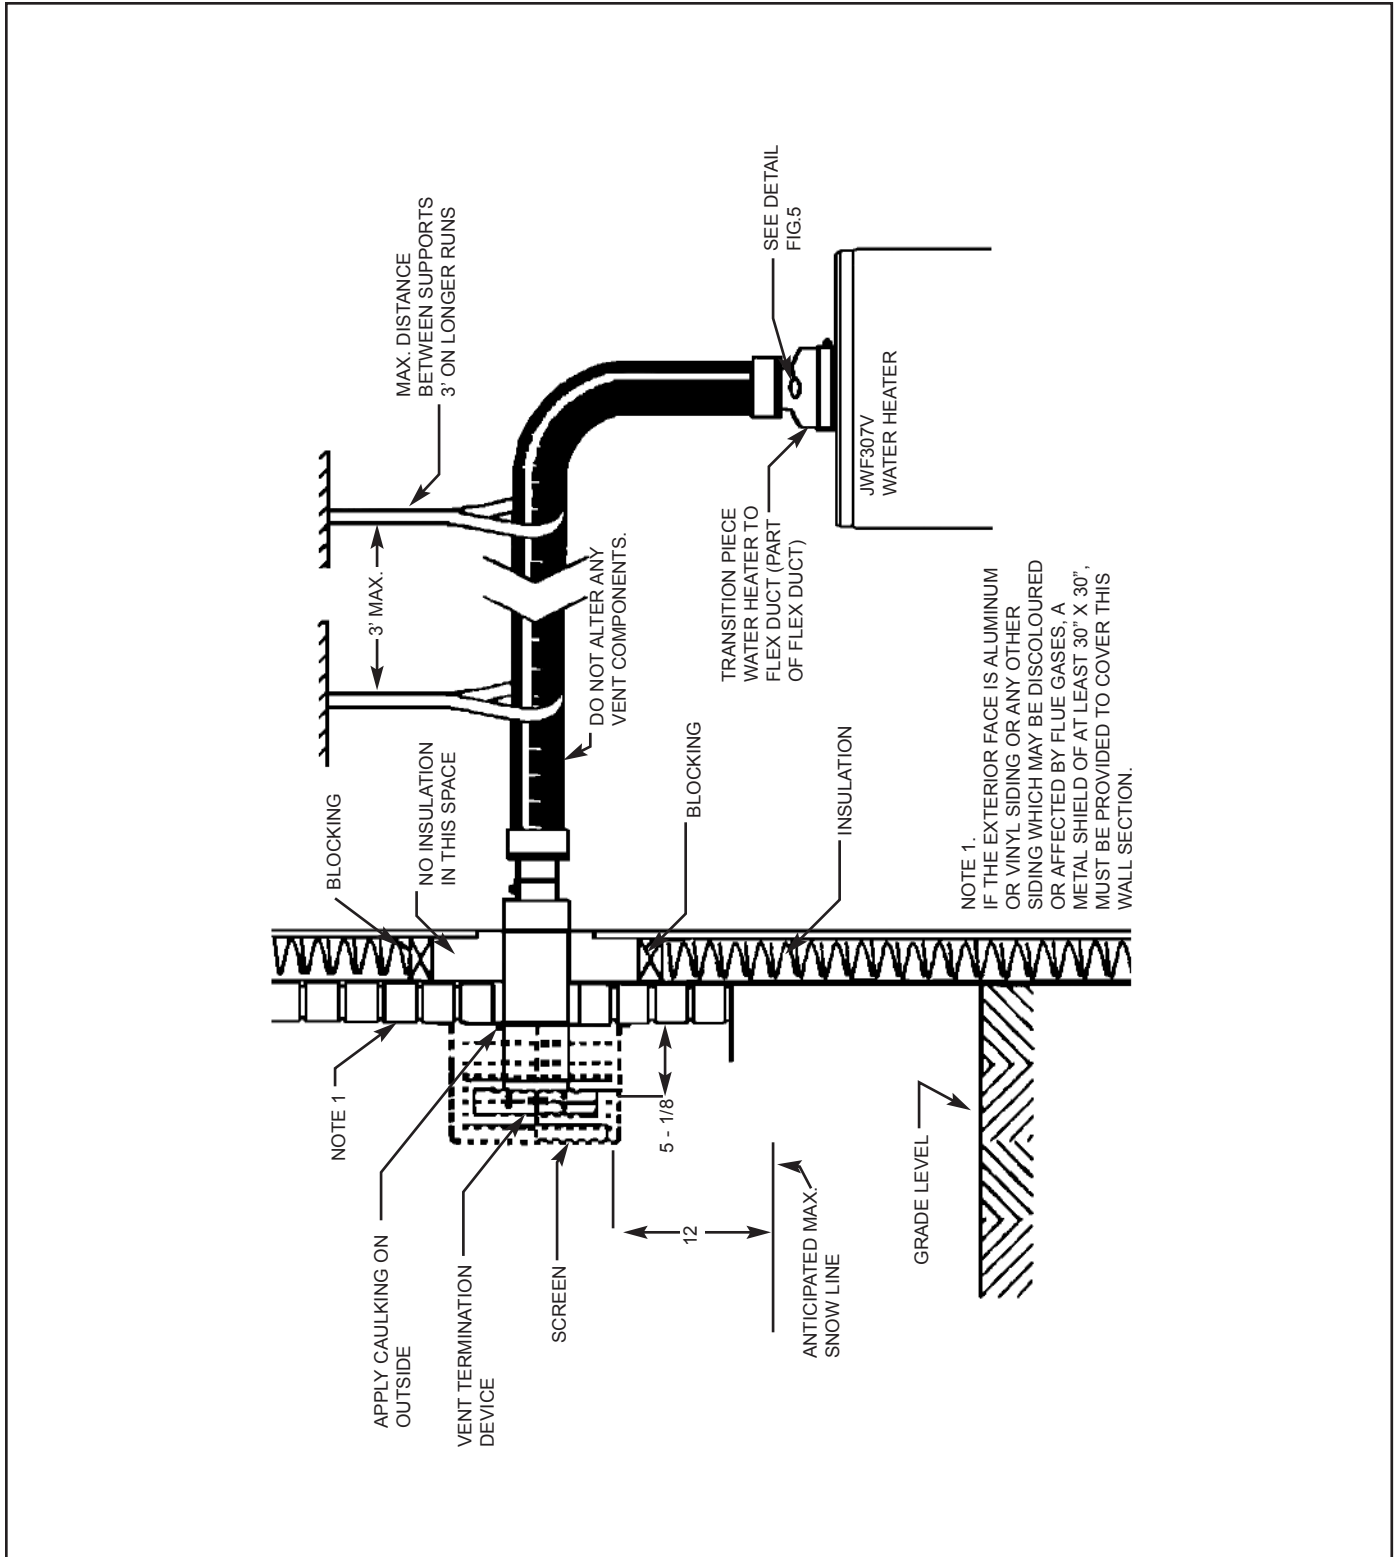 MAX. DISTANCE
BETWEEN SUPPORTS
3' ON LONGER RUNS
SEE DETAIL
FIG.5
3' MAX.
DO NOT ALTER ANY
VENT COMPONENTS.
TRANSITION PIECE
WATER HEATER TO
FLEX DUCT (PART
OF FLEX DUCT)
JWF307V
WATER HEATER
BLOCKING
NO INSULATION
IN THIS SPACE
BLOCKING
INSULATION
NOTE 1.
IF THE EXTERIOR FACE IS ALUMINUM
OR VINYL SIDING OR ANY OTHER
SIDING WHICH MAY BE DISCOLOURED
OR AFFECTED BY FLUE GASES, A
METAL SHIELD OF AT LEAST 30" X 30",
MUST BE PROVIDED TO COVER THIS
WALL SECTION.
NOTE 1
APPLY CAULKING ON
OUTSIDE
VENT TERMINATION
DEVICE
SCREEN
5 - 1/8
12
ANTICIPATED MAX.
SNOW LINE
GRADE LEVEL